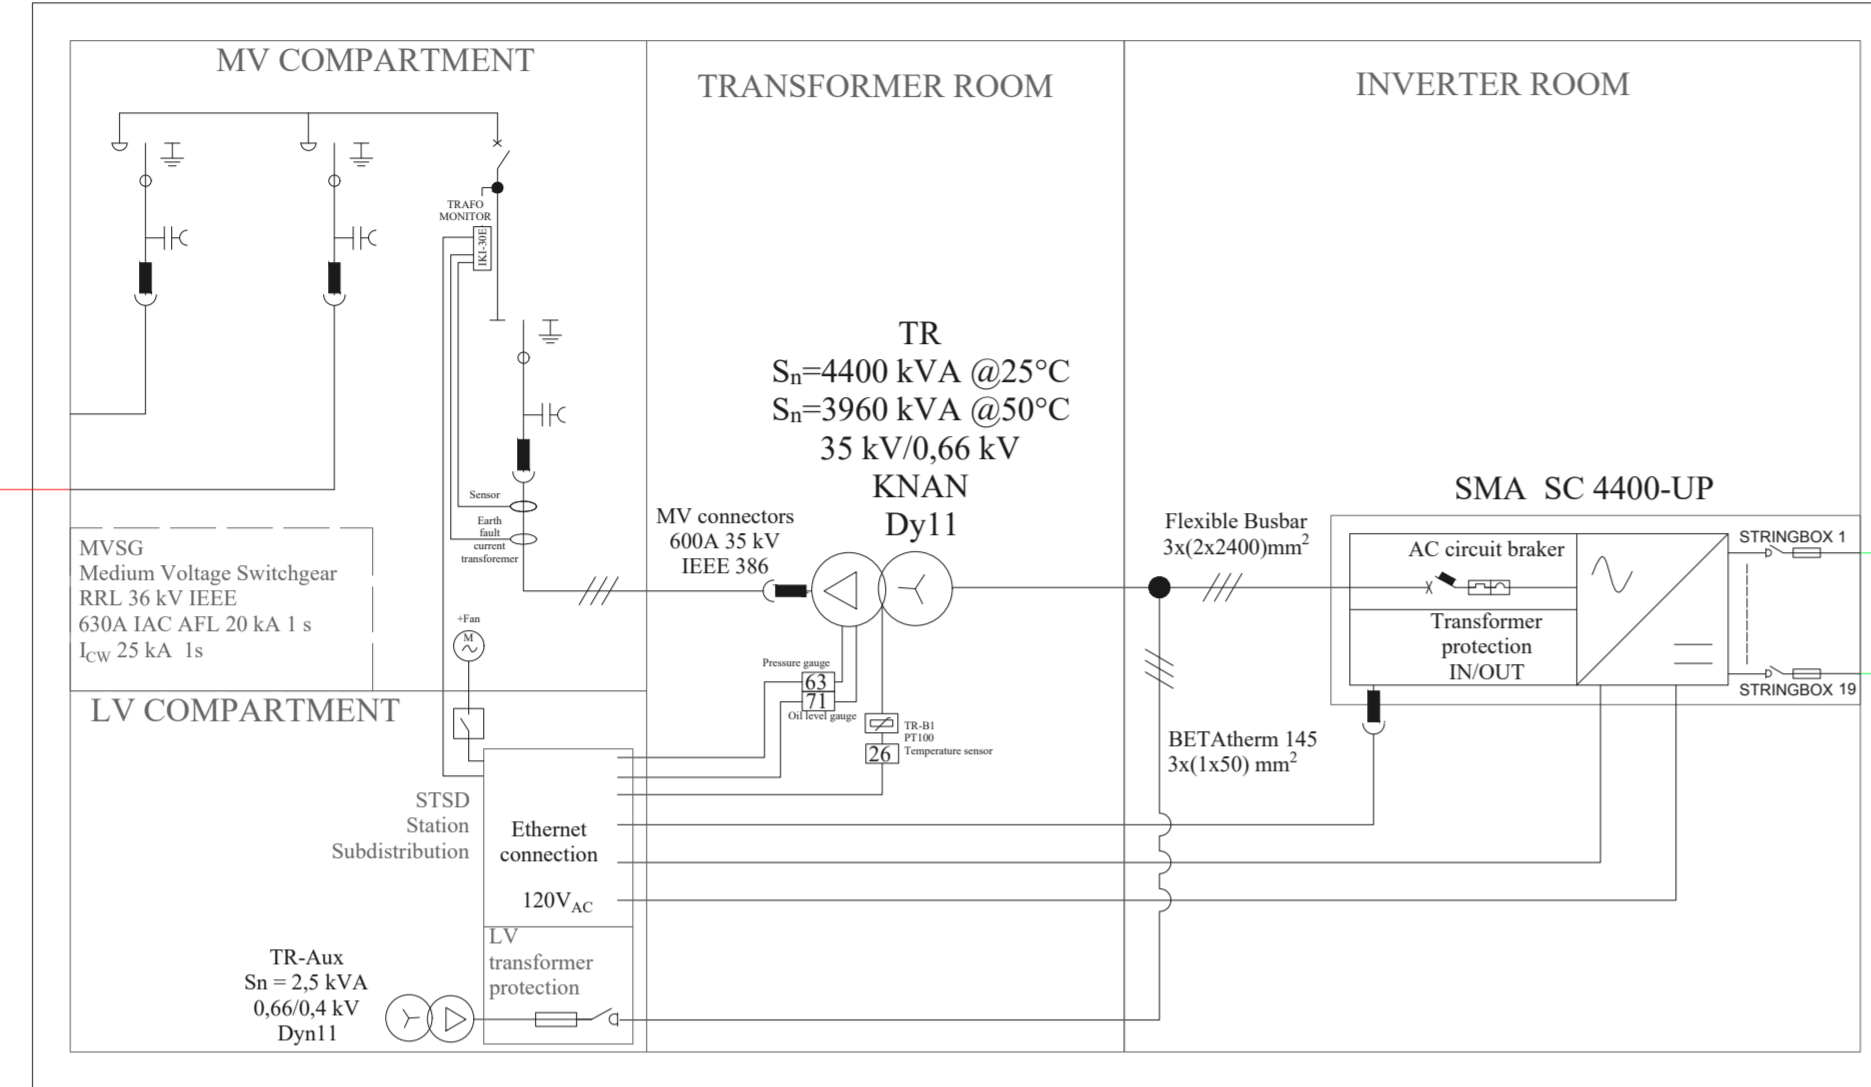 MV COMPARTMENT
TRANSFORMER ROOM
INVERTER ROOM
TRAFO
MONITOR
IKI-30E
Sensor
Earth
fault
current
transforemer
MVSG
Medium Voltage Switchgear
RRL 36 kV IEEE
630A IAC AFL 20 kA 1 s
I_CW 25 kA 1s
+Fan
M
LV COMPARTMENT
STSD
Station
Subdistribution
Ethernet
connection
120V_AC
LV
transformer
protection
TR-Aux
Sn = 2,5 kVA
0,66/0,4 kV
Dyn11
TR
Sn=4400 kVA @25°C
Sn=3960 kVA @50°C
35 kV/0,66 kV
KNAN
Dy11
MV connectors
600A 35 kV
IEEE 386
Pressure gauge
63
71
Oil level gauge
TR-B1
PT100
Temperature sensor
26
Flexible Busbar
3x(2x2400)mm²
BETAtherm 145
3x(1x50) mm²
SMA SC 4400-UP
AC circuit braker
Transformer
protection
IN/OUT
STRINGBOX 1
STRINGBOX 19